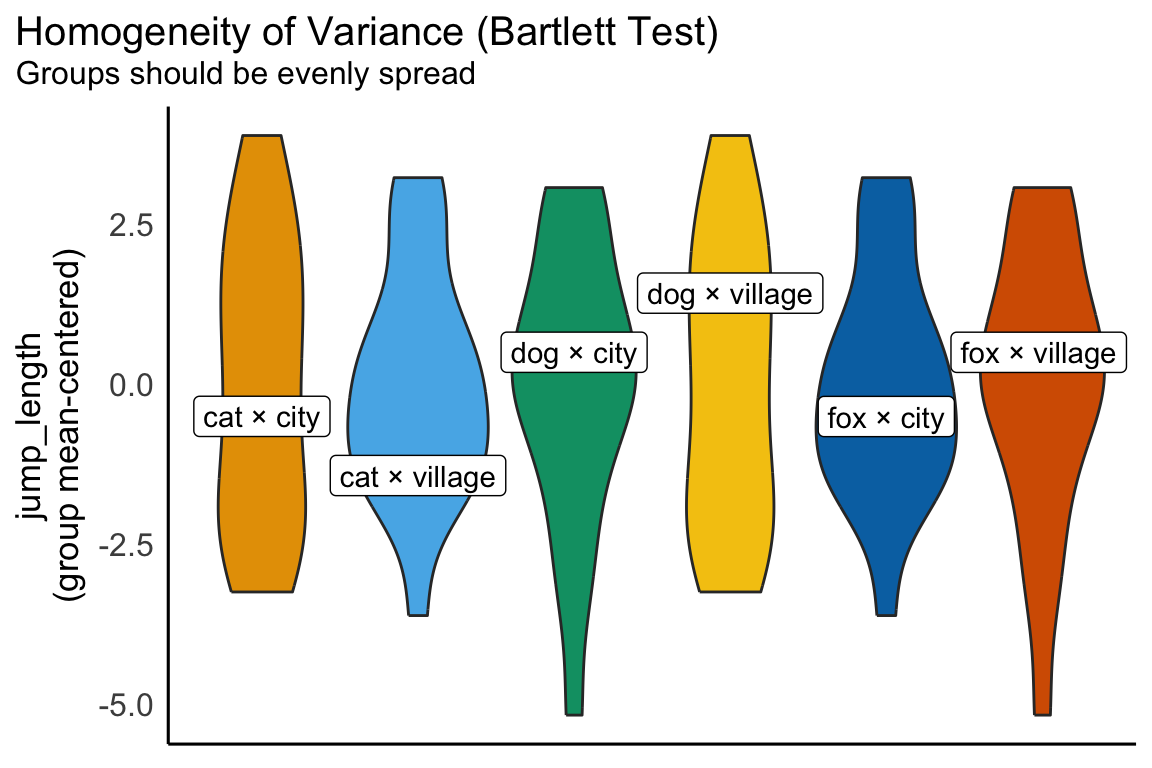 Homogeneity of Variance (Bartlett Test)
Groups should be evenly spread
jump_length
(group mean-centered)
2.5
0.0
-2.5
-5.0
cat × city
cat × village
dog × city
dog × village
fox × city
fox × village